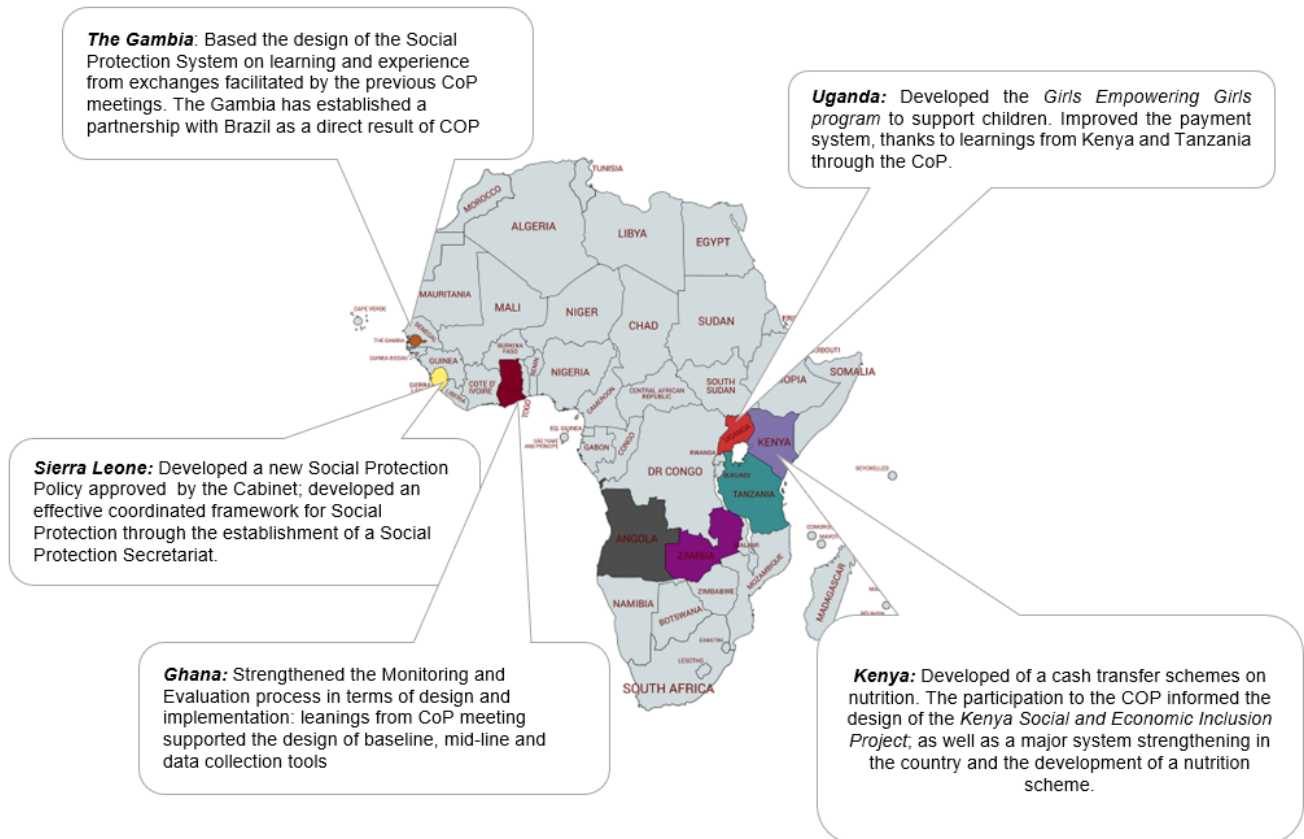 The Gambia: Based the design of the Social
Protection System on learning and experience
from exchanges facilitated by the previous CoP
meetings. The Gambia has established a
partnership with Brazil as a direct result of COP
Uganda: Developed the Girls Empowering Girls
program to support children. Improved the payment
system, thanks to learnings from Kenya and Tanzania
through the CoP.
TUNISIA
MOROCCO
ALGERIA
LIBYA
EGYPT
MAURITANIA
MALI
NIGER
CHAD
SUDAN
CAPE VERDE
SENEGAL
THE GAMBIA
GUINEA-BISSAU
GUINEA
BURKINA
FASO
BENIN
NIGERIA
SIERRA
COTE D'
IVOIRE
LIBERIA
TOGO
CAMEROON
CENTRAL AFRICAN
REPUBLIC
SOUTH
SUDAN
OPIA
JIBOUTI
SOMALIA
EQ. GUINEA
SÃO TOMÉ
AND PRÍNCIPE
GABON
CONGO
DR CONGO
UGANDA
KENYA
RWANDA
BURUNDI
TANZANIA
SEYCHELLES
ANGOLA
ZAMBIA
MALAWI
MOZAMBIQUE
ZIMBABWE
MADAGASCAR
NAMIBIA
BOTSWANA
ESWATINI
LESOTHO
SOUTH AFRICA
Sierra Leone: Developed a new Social Protection
Policy approved by the Cabinet; developed an
effective coordinated framework for Social
Protection through the establishment of a Social
Protection Secretariat.
Ghana: Strengthened the Monitoring and
Evaluation process in terms of design and
implementation: leanings from CoP meeting
supported the design of baseline, mid-line and
data collection tools
Kenya: Developed of a cash transfer schemes on
nutrition. The participation to the COP informed the
design of the Kenya Social and Economic Inclusion
Project; as well as a major system strengthening in
the country and the development of a nutrition
scheme.